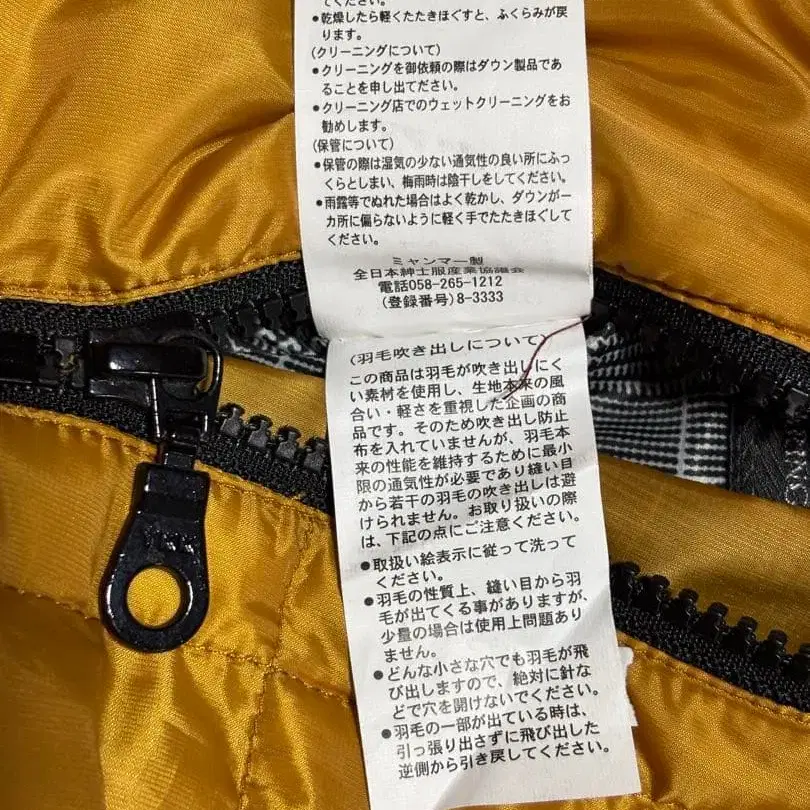 てください。
●乾燥したら軽くたたきほぐすと、ふくらみが戻
ります。
(クリーニングについて)
●クリーニングを御依頼の際はダウン製品であ
ることを申し出てださい。
●クリーニング店でのウェットクリーニングをお
勧めします。
(保管について)
●保管の際は湿気の少ない通気性の良い所にふっ
くらとしまい、梅雨時は陰干しをしてください。
●雨露等でぬれた場合はよく乾かし、ダウンが一
カ所に偏らないように軽く手でたたきほぐして
ください。
ミャンマー製
全日本紳士服産業協議会
電話058-265-1212
(登録番号)8-3333
(羽毛吹き出しについて)
この商品は羽毛が吹き出しにく
い素材を使用し、生地本来の風
合い・軽さを重視した企画の商
品です。そのため吹き出し防止
布を入れていませんが、羽毛本
来の性能を維持するために最小
限の通気性が必要であり縫い目
から若干の羽毛の吹き出しは避
けられません。お取り扱いの際
は、下記の点にご注意ください。
●取扱い絵表示に従って洗って
ください。
●羽毛の性質上、縫い目から羽
毛が出てくる事がありますが、
少量の場合は使用上問題あり
ません。
●どんな小さな穴でも羽毛が飛
び出しますので、絶対に針な
どで穴を開けないでください。
●羽毛の一部が出ている時は、
引っ張り出さずに飛び出した
逆側から引き戻してください。
YKK